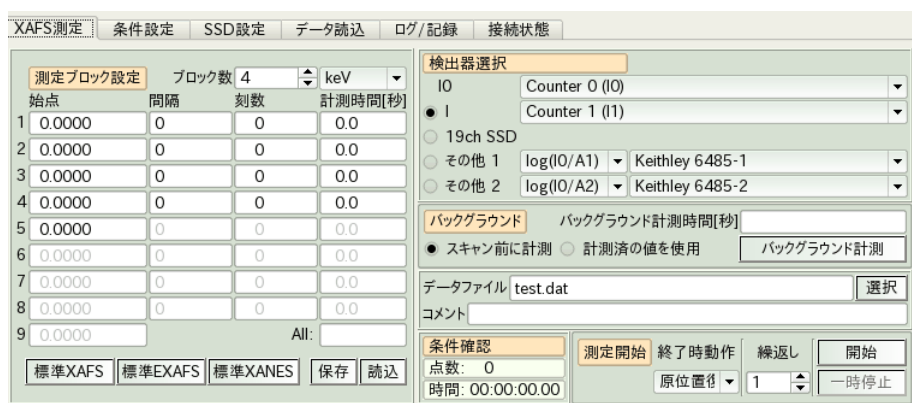 XAFS測定 条件設定 SSD設定 データ読込 ログ/記録 接続状態
測定ブロック設定 ブロック数 4 keV
始点 間隔 刻数 計測時間[秒]
1 0.0000 0 0 0.0
2 0.0000 0 0 0.0
3 0.0000 0 0 0.0
4 0.0000 0 0 0.0
5 0.0000 0 0 0.0
6 0.0000 0 0 0.0
7 0.0000 0 0 0.0
8 0.0000 0 0 0.0
9 0.0000 All:
標準XAFS 標準EXAFS 標準XANES 保存 読込
検出器選択
I0 Counter 0 (I0)
I Counter 1 (I1)
19ch SSD
その他 1 log(I0/A1) Keithley 6485-1
その他 2 log(I0/A2) Keithley 6485-2
バックグラウンド バックグラウンド計測時間[秒]
スキャン前に計測 計測済の値を使用 バックグラウンド計測
データファイル test.dat 選択
コメント
条件確認
点数: 0
時間: 00:00:00.00
測定開始 終了時動作 繰返し 開始
原位置 1 一時停止